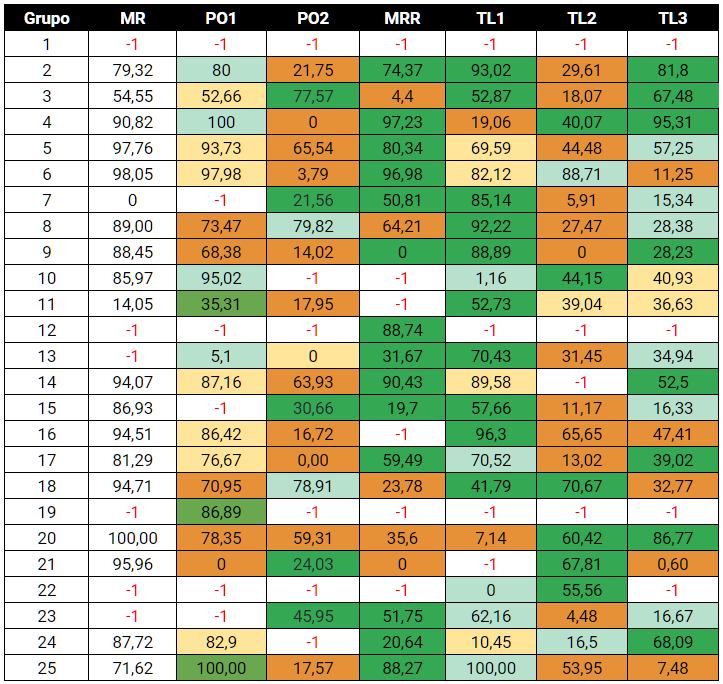 Grupo MR PO1 PO2 MRR TL1 TL2 TL3
1 -1 -1 -1 -1 -1 -1 -1
2 79,32 80 21,75 74,37 93,02 29,61 81,8
3 54,55 52,66 77,57 4,4 52,87 18,07 67,48
4 90,82 100 0 97,23 19,06 40,07 95,31
5 97,76 93,73 65,54 80,34 69,59 44,48 57,25
6 98,05 97,98 3,79 96,98 82,12 88,71 11,25
7 0 -1 21,56 50,81 85,14 5,91 15,34
8 89,00 73,47 79,82 64,21 92,22 27,47 28,38
9 88,45 68,38 14,02 0 88,89 0 28,23
10 85,97 95,02 -1 -1 1,16 44,15 40,93
11 14,05 35,31 17,95 -1 52,73 39,04 36,63
12 -1 -1 -1 88,74 -1 -1 -1
13 -1 5,1 0 31,67 70,43 31,45 34,94
14 94,07 87,16 63,93 90,43 89,58 -1 52,5
15 86,93 -1 30,66 19,7 57,66 11,17 16,33
16 94,51 86,42 16,72 -1 96,3 65,65 47,41
17 81,29 76,67 0,00 59,49 70,52 13,02 39,02
18 94,71 70,95 78,91 23,78 41,79 70,67 32,77
19 -1 86,89 -1 -1 -1 -1 -1
20 100,00 78,35 59,31 35,6 7,14 60,42 86,77
21 95,96 0 24,03 0 -1 67,81 0,60
22 -1 -1 -1 -1 0 55,56 -1
23 -1 -1 45,95 51,75 62,16 4,48 16,67
24 87,72 82,9 -1 20,64 10,45 16,5 68,09
25 71,62 100,00 17,57 88,27 100,00 53,95 7,48